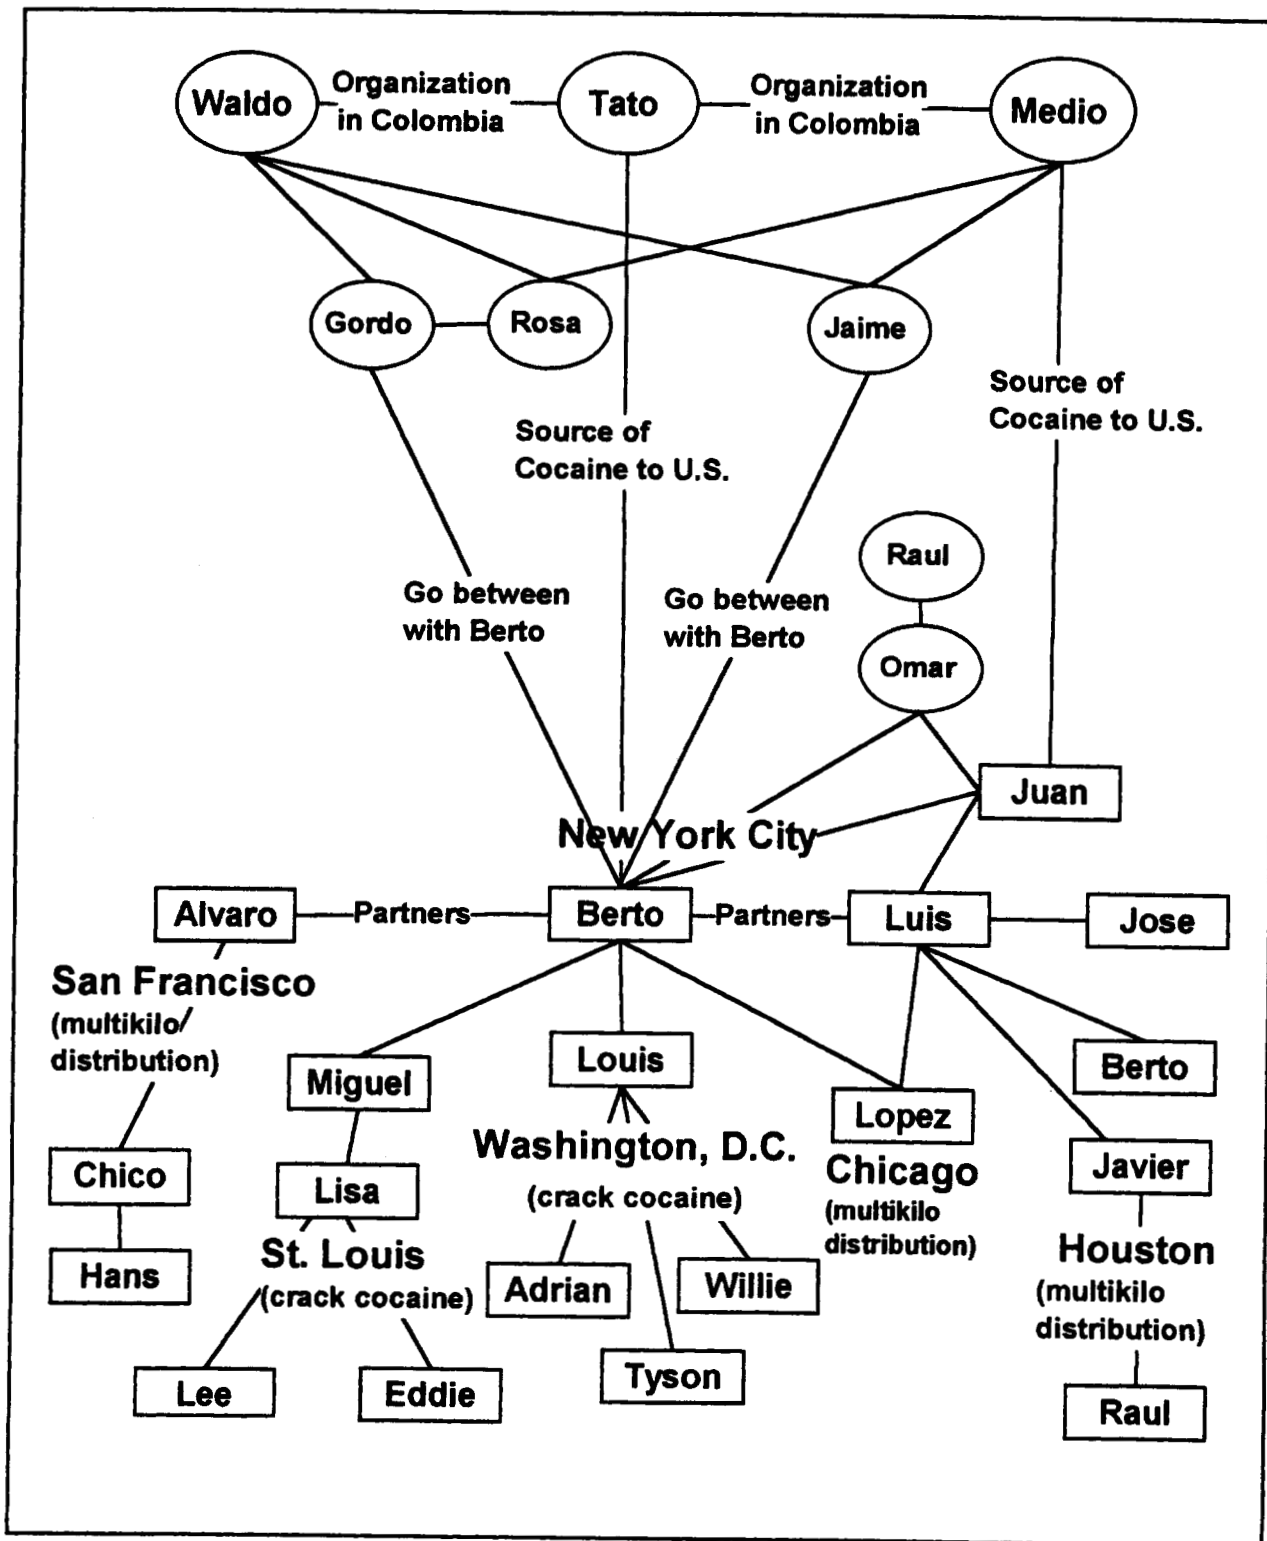 Waldo
Organization
in Colombia
Tato
Organization
in Colombia
Medio
Gordo
Rosa
Jaime
Source of
Cocaine to U.S.
Source of
Cocaine to U.S.
Raul
Go between
with Berto
Go between
with Berto
Omar
Juan
New York City
Alvaro
Partners
Berto
Partners
Luis
Jose
San Francisco
(multikilo
distribution)
Miguel
Louis
Lopez
Berto
Chico
Lisa
Washington, D.C.
(crack cocaine)
Chicago
(multikilo
distribution)
Javier
Hans
St. Louis
(crack cocaine)
Adrian
Willie
Houston
(multikilo
distribution)
Lee
Eddie
Tyson
Raul